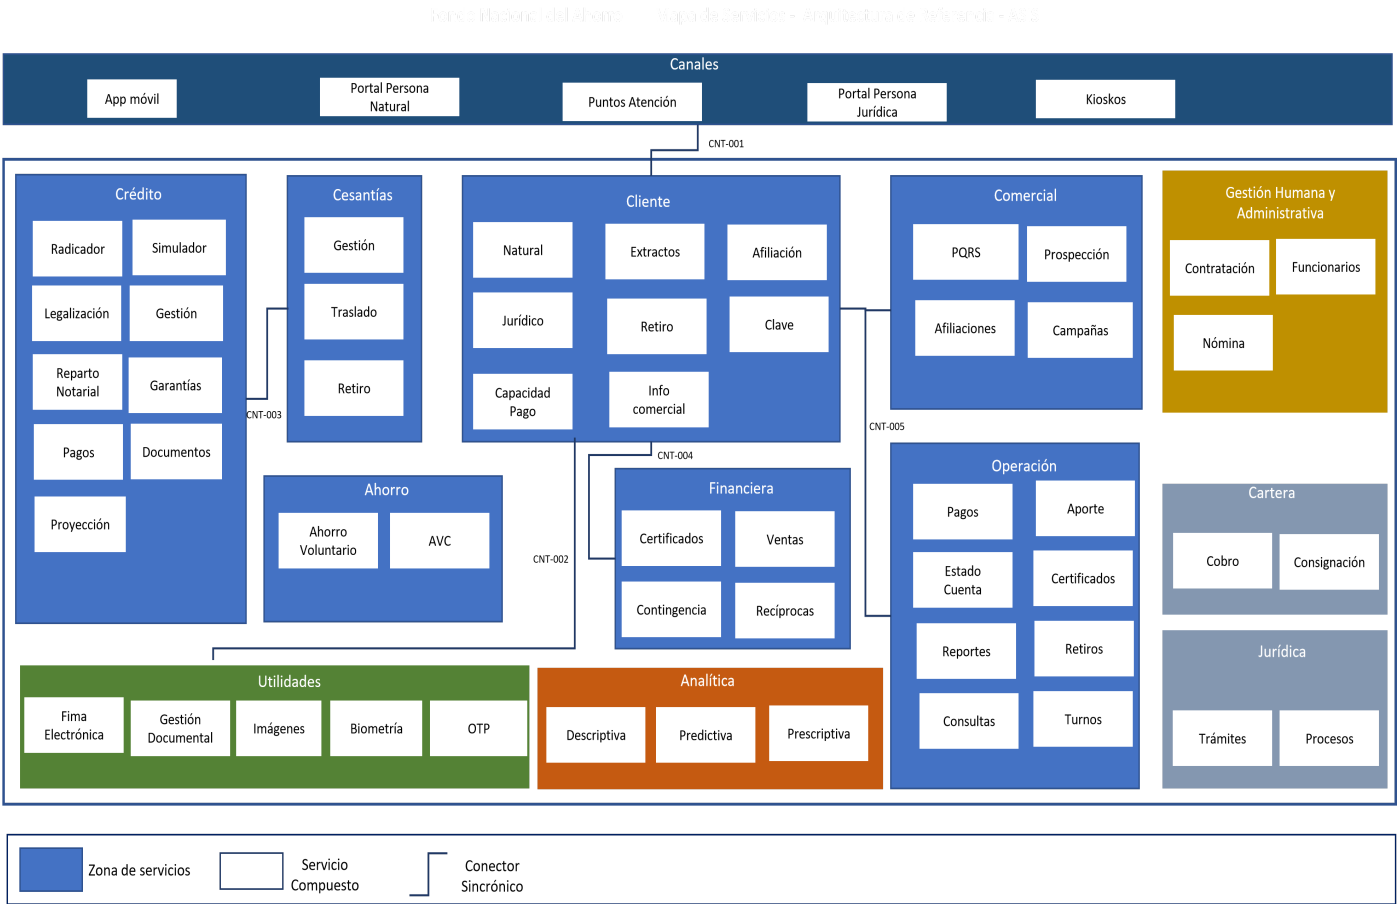 Canales
App móvil
Portal Persona
Natural
Puntos Atención
Portal Persona
Jurídica
Kioskos
CNT-001
Crédito
Radicador
Simulador
Legalización
Gestión
Reparto
Notarial
Garantías
Pagos
Documentos
Proyección
CNT-003
Cesantías
Gestión
Traslado
Retiro
Cliente
Natural
Extractos
Afiliación
Jurídico
Retiro
Clave
Capacidad
Pago
Info
comercial
Comercial
PQRS
Prospección
Afiliaciones
Campañas
Gestión Humana y
Administrativa
Contratación
Funcionarios
Nómina
CNT-005
CNT-004
CNT-002
Ahorro
Ahorro
Voluntario
AVC
Financiera
Certificados
Ventas
Contingencia
Recíprocas
Operación
Pagos
Aporte
Estado
Cuenta
Certificados
Reportes
Retiros
Consultas
Turnos
Cartera
Cobro
Consignación
Jurídica
Trámites
Procesos
Utilidades
Fima
Electrónica
Gestión
Documental
Imágenes
Biometría
OTP
Analítica
Descriptiva
Predictiva
Prescriptiva
Zona de servicios
Servicio
Compuesto
Conector
Sincrónico